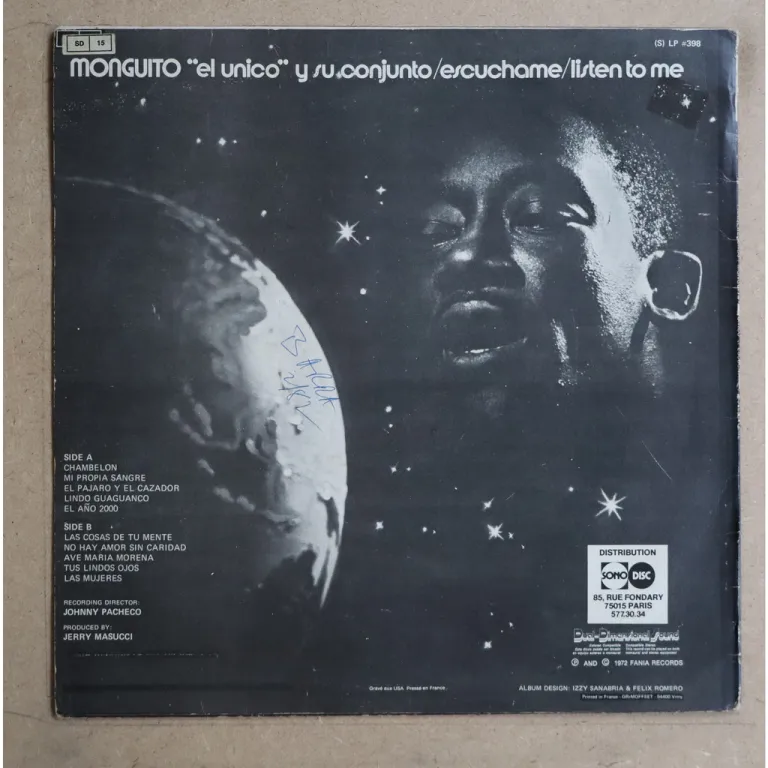 SD 15
(S) LP #398
MONGUITO "el unico" y su conjunto/escuchame/listen to me
SIDE A
CHAMBELON
MI PROPIA SANGRE
EL PAJARO Y EL CAZADOR
LINDO GUAGUANCO
EL AÑO 2000
SIDE B
LAS COSAS DE TU MENTE
NO HAY AMOR SIN CARIDAD
AVE MARIA MORENA
TUS LINDOS OJOS
LAS MUJERES
RECORDING DIRECTOR:
JOHNNY PACHECO
PRODUCED BY:
JERRY MASUCCI
DISTRIBUTION
SONO DISC
85, RUE FONDARY
75015 PARIS
577.30.34
Dual-Dimensional Sound
Ⓟ AND © 1972 FANIA RECORDS
Gravé aux USA Pressé en France
ALBUM DESIGN: IZZY SANABRIA & FELIX ROMERO